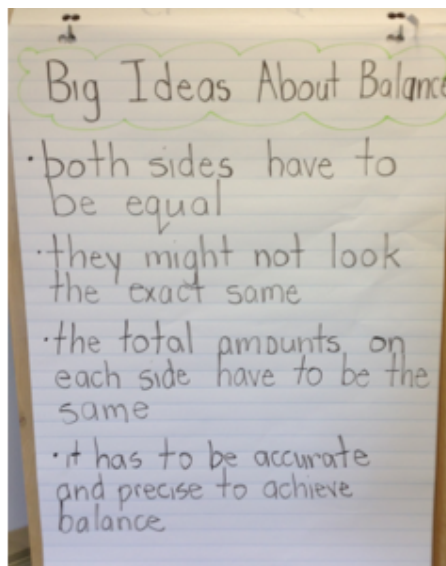 Big Ideas About Balance
·both sides have to
be equal
·they might not look
the exact same
·the total amounts on
each side have to be the
same
·it has to be accurate
and precise to achieve
balance